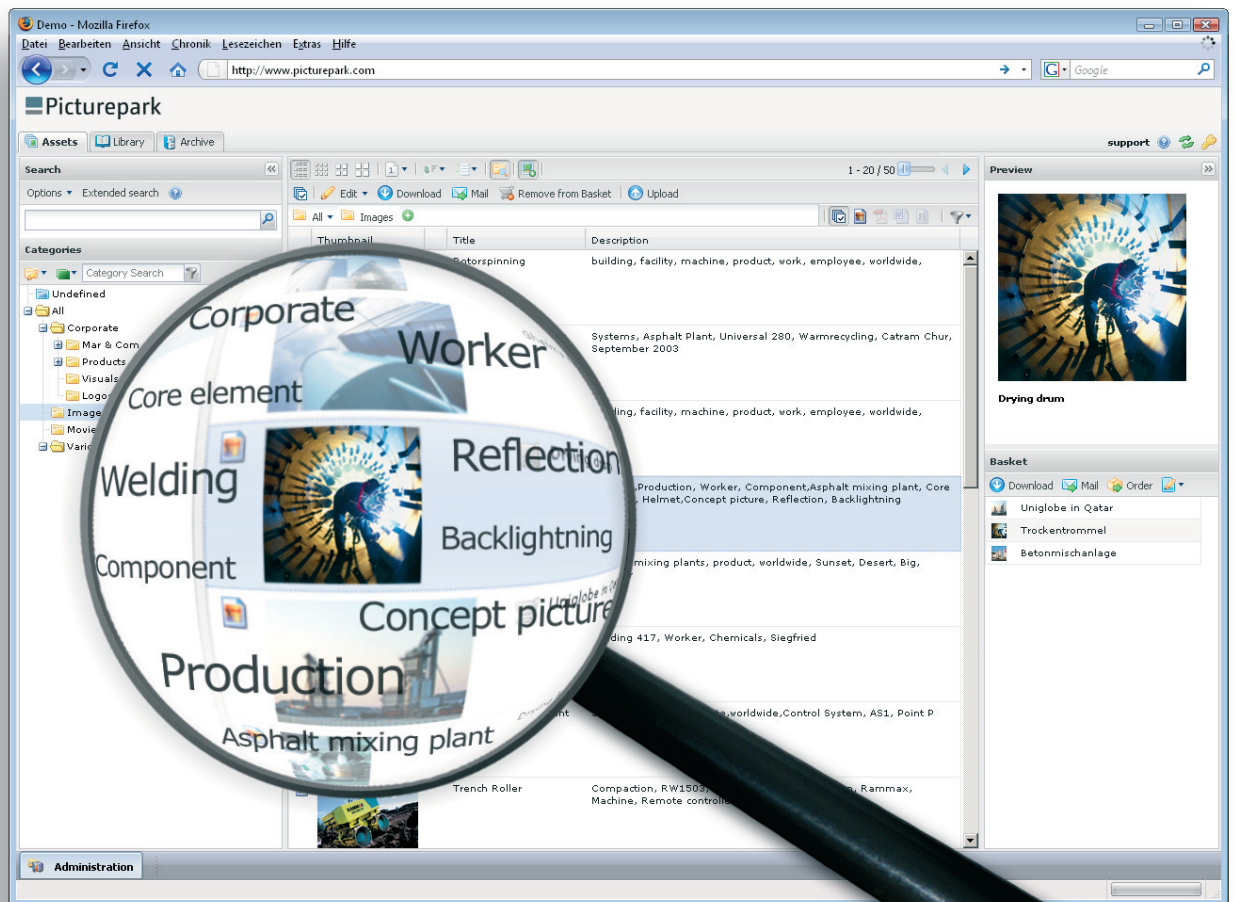 Demo - Mozilla Firefox
Datei Bearbeiten Ansicht Chronik Lesezeichen Extras Hilfe
http://www.picturepark.com
Google
Picturepark
Assets Library Archive
support
Search
1 - 20 / 50
Preview
Options Extended search
Edit Download Mail Remove from Basket Upload
All Images
Categories
Thumbnail Title Description
Category Search
Rotorspinning building, facility, machine, product, work, employee, worldwide,
Undefined
All
Corporate
Mar & Com
Products
Visuals
Logos
Movie
Systems, Asphalt Plant, Universal 280, Warmrecycling, Catram Chur,
September 2003
facility, machine, product, work, employee, worldwide,
Production, Worker, Component,Asphalt mixing plant, Core
Helmet,Concept picture, Reflection, Backlightning
mixing plants, product, worldwide, Sunset, Desert, Big,
417, Worker, Chemicals, Siegfried
worldwide,Control System, AS1, Point P
Trench Roller Compaction, RW1503, Rammax,
Machine, Remote
Corporate
Worker
Core element
Reflection
Welding
Backlightning
Component
Concept picture
Production
Asphalt mixing plant
Drying drum
Basket
Download Mail Order
Uniglobe in Qatar
Trockentrommel
Betonmischanlage
Administration